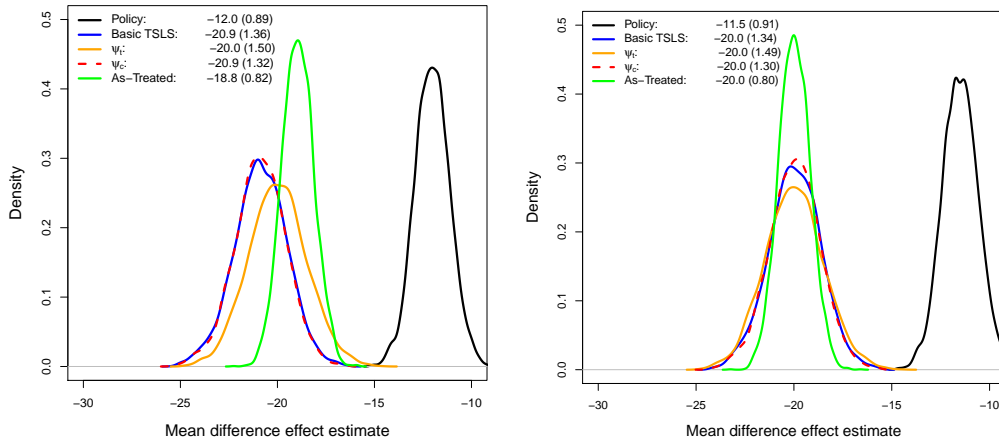 Policy: −12.0 (0.89)
Basic TSLS: −20.9 (1.36)
ψt: −20.0 (1.50)
ψc: −20.9 (1.32)
As−Treated: −18.8 (0.82)
0.5
0.4
0.3
0.2
0.1
0.0
Density
−30 −25 −20 −15 −10
Mean difference effect estimate
Policy: −11.5 (0.91)
Basic TSLS: −20.0 (1.34)
ψt: −20.0 (1.49)
ψc: −20.0 (1.30)
As−Treated: −20.0 (0.80)
0.5
0.4
0.3
0.2
0.1
0.0
Density
−30 −25 −20 −15 −10
Mean difference effect estimate